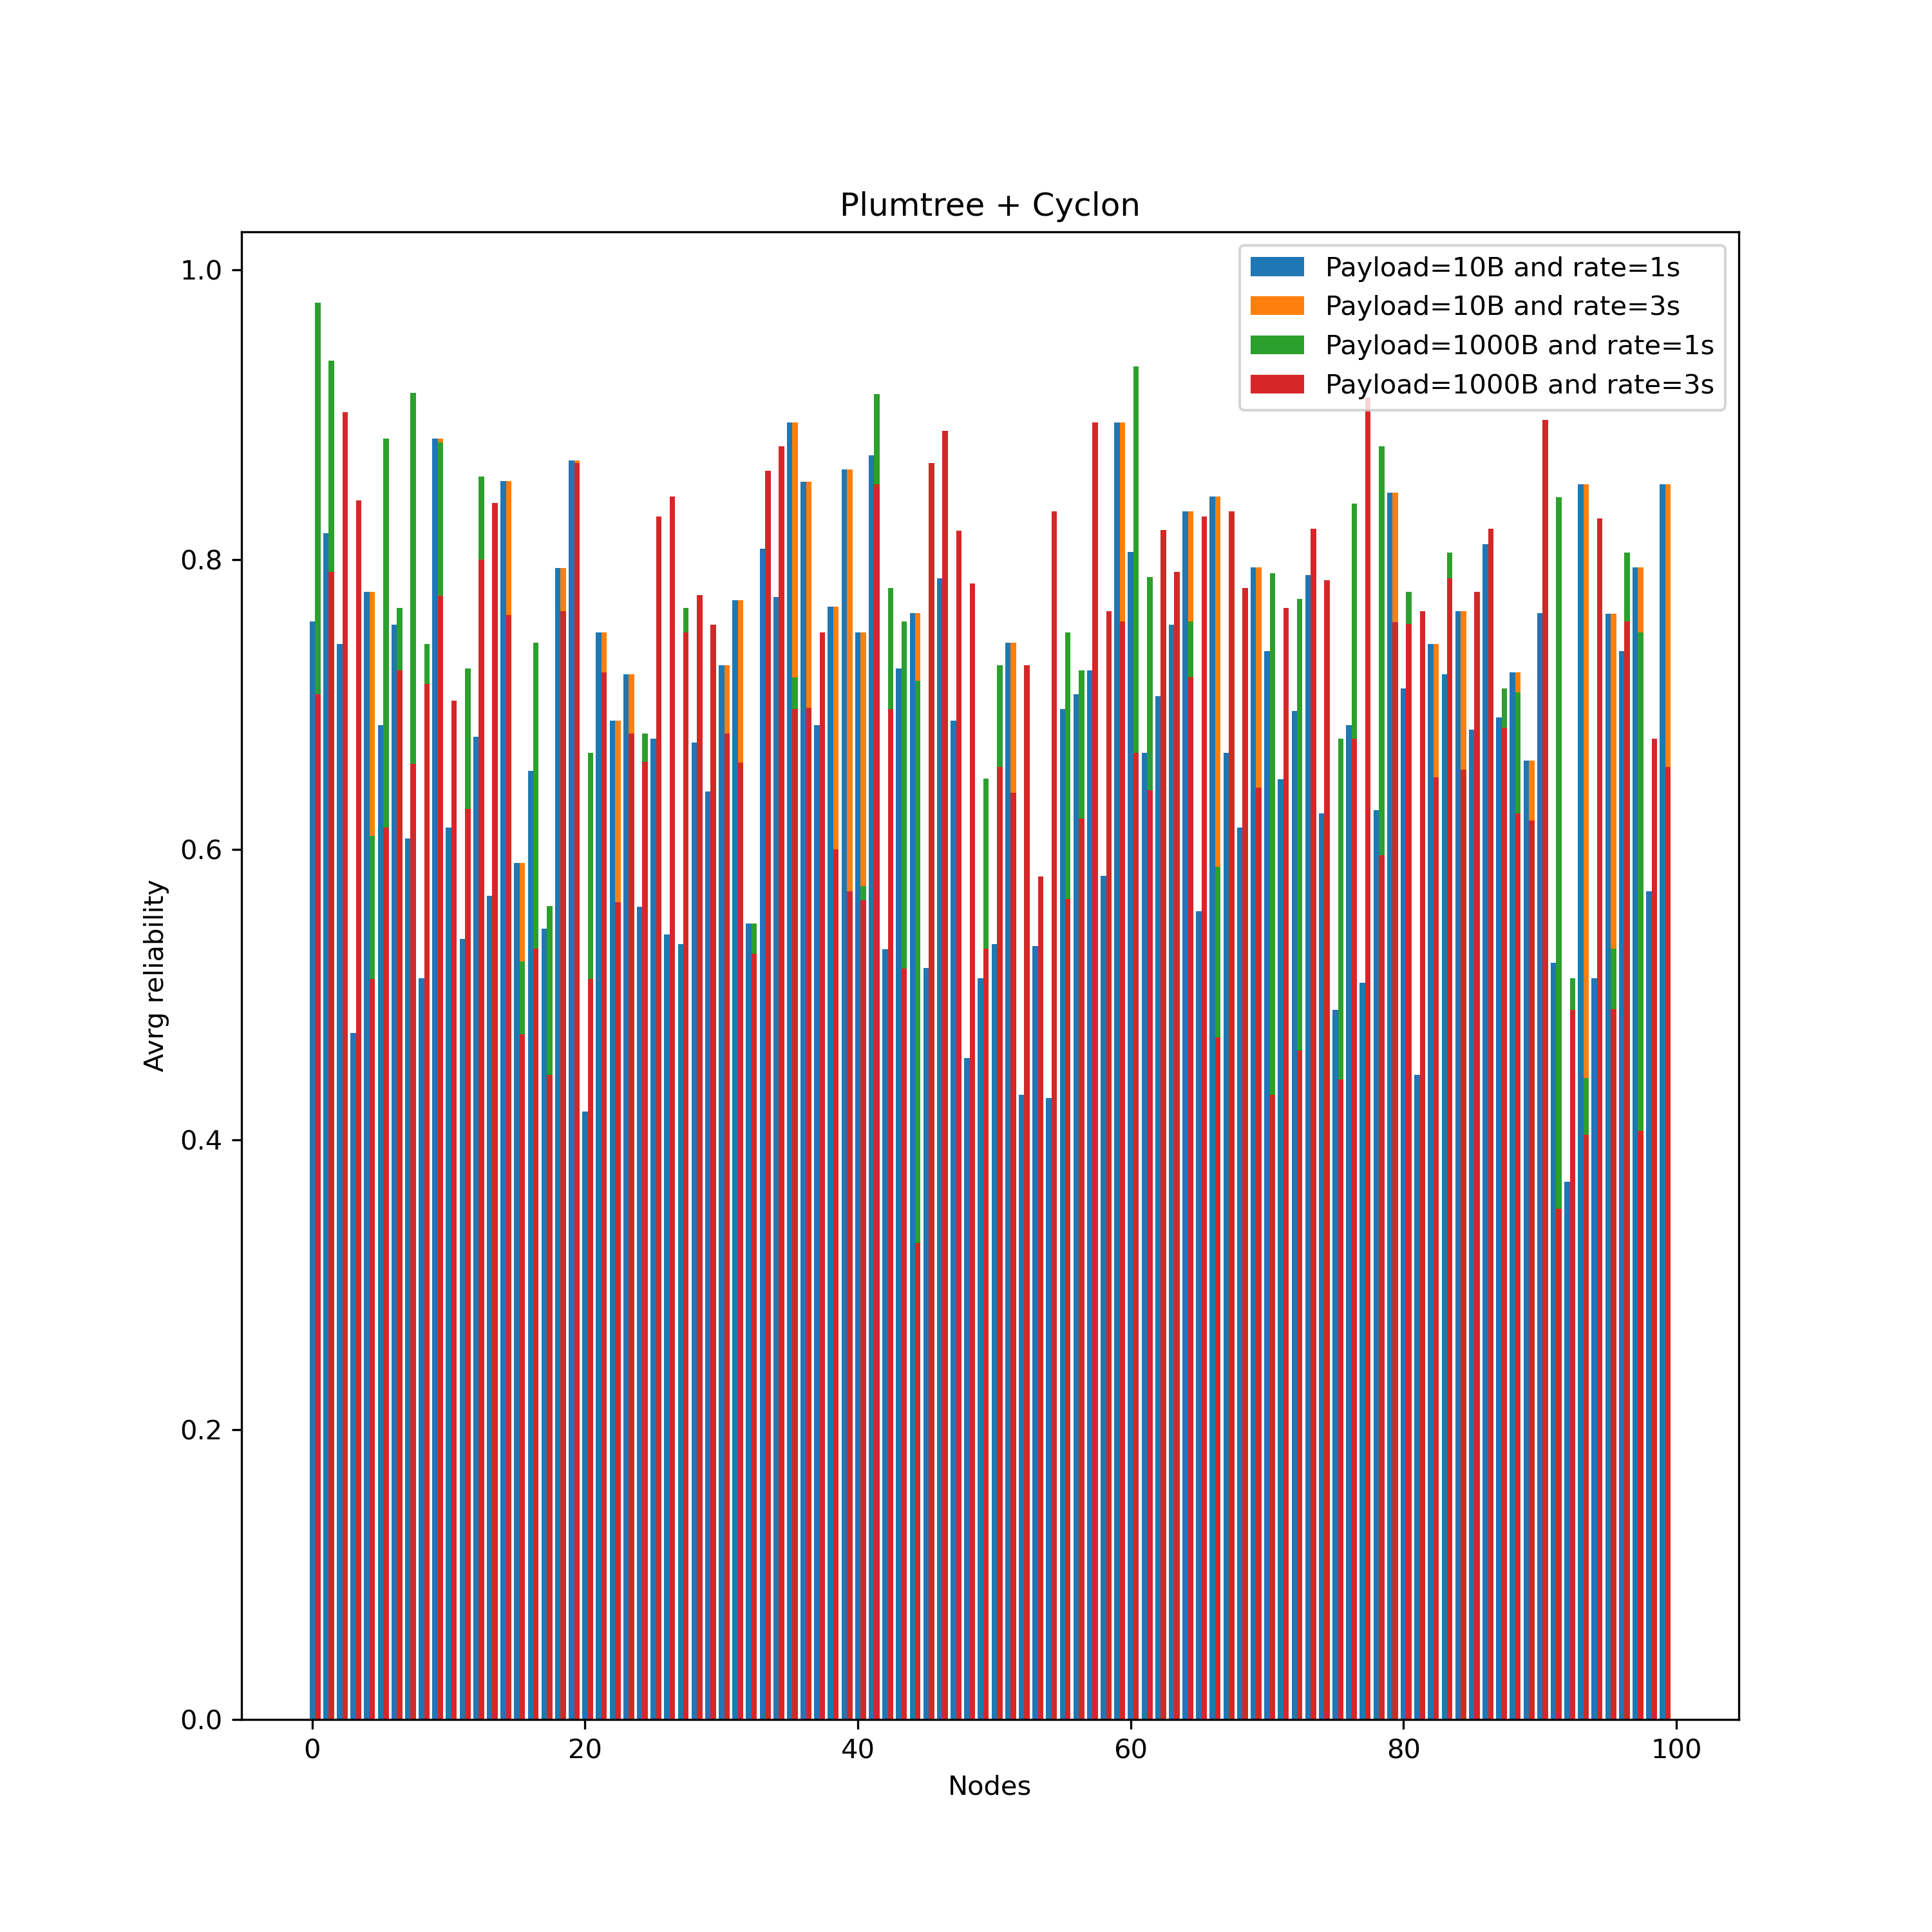 Plumtree + Cyclon
Payload=10B and rate=1s
Payload=10B and rate=3s
Payload=1000B and rate=1s
Payload=1000B and rate=3s
1.0
0.8
0.6
0.4
0.2
0.0
Avrg reliability
0 20 40 60 80 100
Nodes